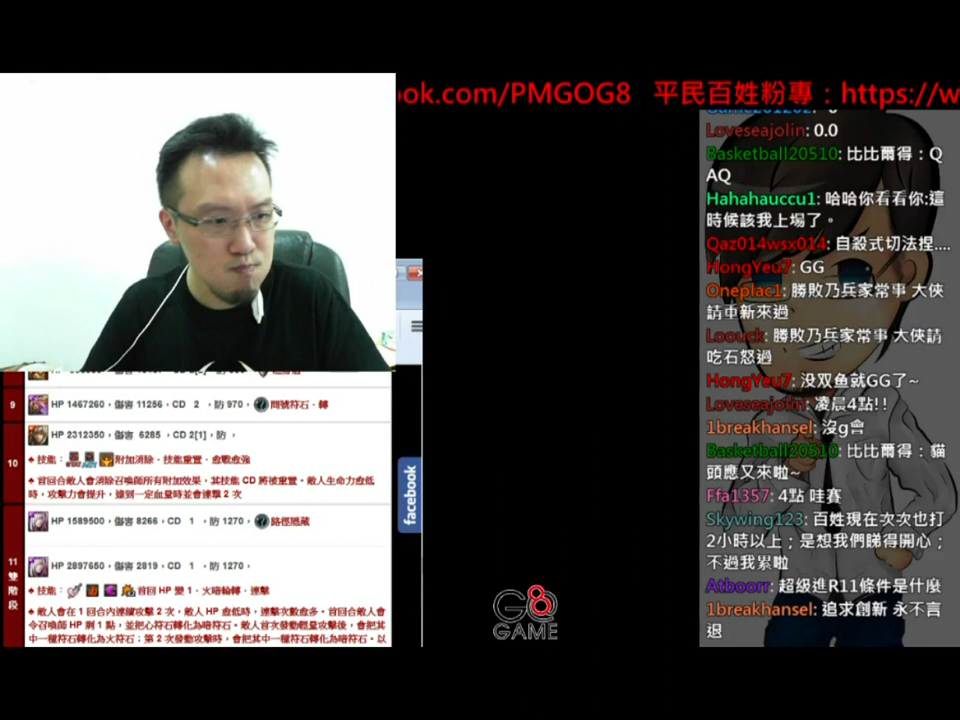 ook.com/PMGOG8 平民百姓粉專：https://w
Loveseajolin: 0.0
Basketball20510: 比比爾得：Q
AQ
Hahahauccu1: 哈哈你看看你:這
時候該我上場了。
Qaz014wsx014: 自殺式切法捏....
HongYeu7: GG
Oneplac1: 勝敗乃兵家常事 大俠
請重新來過
Loouck: 勝敗乃兵家常事 大俠請
吃石怒過
HongYeu7: 没双鱼就GG了~
Loveseajolin: 凌晨4點!!
1breakhansel: 沒g會
Basketball20510: 比比爾得：貓
頭應又來啦~
Ffa1357: 4點 哇賽
Skywing123: 百姓現在次次也打
2小時以上；是想我們睇得開心；
不過我累啦
Atboorr: 超級進R11條件是什麼
1breakhansel: 追求創新 永不言
退
9
HP 1467260，傷害 11256，CD 2 ，防 970，問號符石．轉
10
HP 2312350，傷害 6285，CD 2[1]，防 ，
♠ 技能：附加消除．技能重置．愈戰愈強
♠ 首回合敵人會消除召喚師所有附加效果，其技能 CD 將被重置。敵人生命力愈低
時，攻擊力會提升，達到一定血量時並會連擊 2 次
11
雙
階
段
HP 1589500，傷害 8266，CD 1 ，防 1270，路徑隱藏
HP 2897650，傷害 2819，CD 1 ，防 1270，
♠ 技能：首回 HP 變 1．火暗輪轉．連擊
♠ 敵人會在 1 回合內連續攻擊 2 次，敵人 HP 愈低時，連擊次數愈多。首回合敵人會
令召喚師 HP 剩 1 點，並把心符石轉化為暗符石。敵人首次發動輕量攻擊後，會把其
中一種符石轉化為火符石；第 2 次發動攻擊時，會把其中一種符石轉化為暗符石。以
facebook
G8
GAME